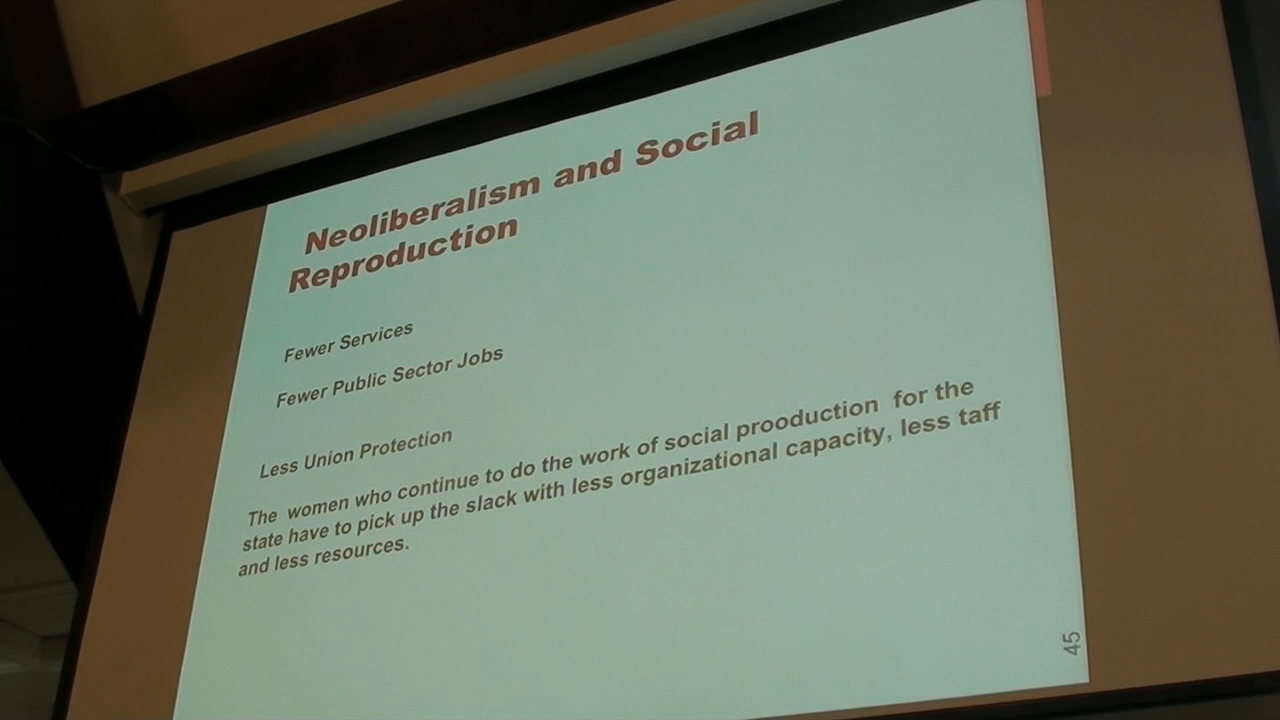 Neoliberalism and Social
Reproduction
Fewer Services
Fewer Public Sector Jobs
Less Union Protection
The women who continue to do the work of social prooduction for the
state have to pick up the slack with less organizational capacity, less taff
and less resources.
45